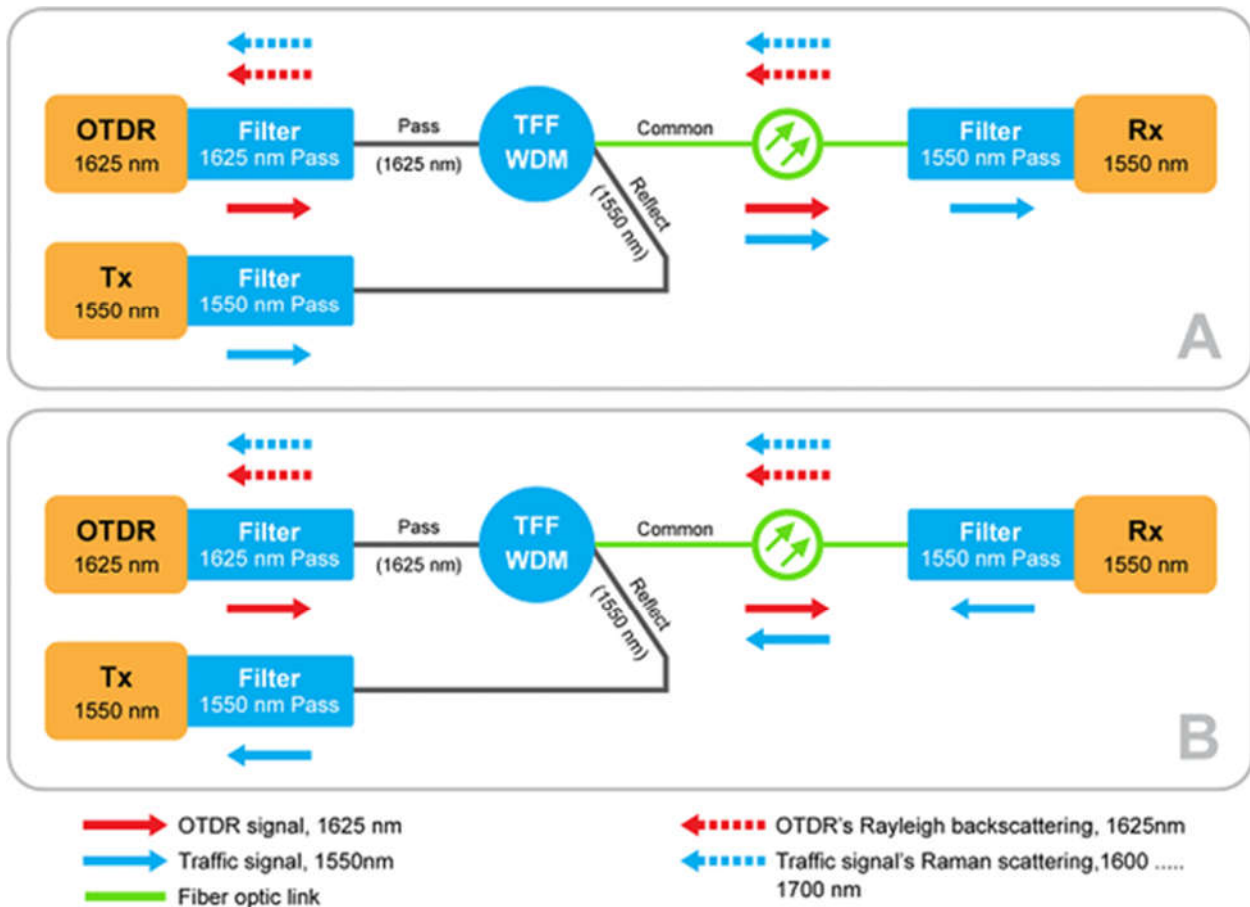 OTDR
1625 nm
Filter
1625 nm Pass
Pass
(1625 nm)
TFF
WDM
Common
Reflect
(1550 nm)
Filter
1550 nm Pass
Rx
1550 nm
Tx
1550 nm
Filter
1550 nm Pass
A
OTDR
1625 nm
Filter
1625 nm Pass
Pass
(1625 nm)
TFF
WDM
Common
Reflect
(1550 nm)
Filter
1550 nm Pass
Rx
1550 nm
Tx
1550 nm
Filter
1550 nm Pass
B
OTDR signal, 1625 nm
Traffic signal, 1550nm
Fiber optic link
OTDR's Rayleigh backscattering, 1625nm
Traffic signal's Raman scattering,1600 .....
1700 nm